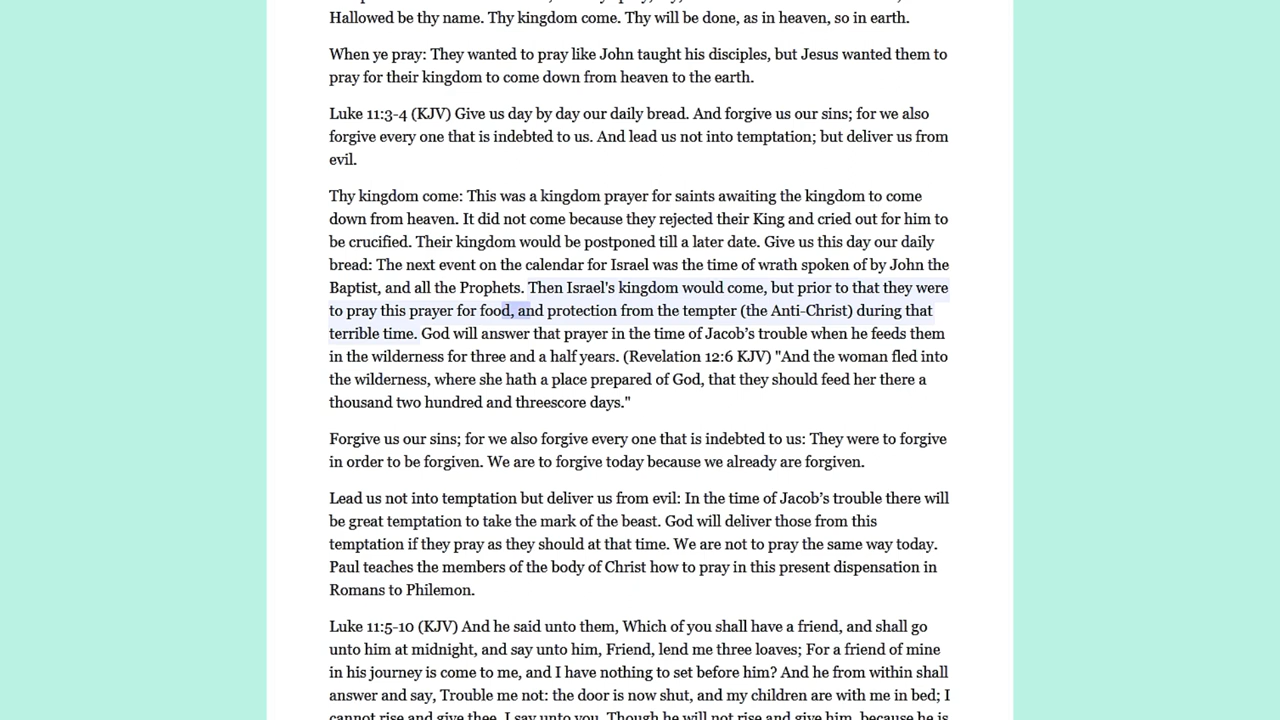 Hallowed be thy name. Thy kingdom come. Thy will be done, as in heaven, so in earth.
When ye pray: They wanted to pray like John taught his disciples, but Jesus wanted them to
pray for their kingdom to come down from heaven to the earth.
Luke 11:3-4 (KJV) Give us day by day our daily bread. And forgive us our sins; for we also
forgive every one that is indebted to us. And lead us not into temptation; but deliver us from
evil.
Thy kingdom come: This was a kingdom prayer for saints awaiting the kingdom to come
down from heaven. It did not come because they rejected their King and cried out for him to
be crucified. Their kingdom would be postponed till a later date. Give us this day our daily
bread: The next event on the calendar for Israel was the time of wrath spoken of by John the
Baptist, and all the Prophets. Then Israel's kingdom would come, but prior to that they were
to pray this prayer for food, and protection from the tempter (the Anti-Christ) during that
terrible time. God will answer that prayer in the time of Jacob’s trouble when he feeds them
in the wilderness for three and a half years. (Revelation 12:6 KJV) "And the woman fled into
the wilderness, where she hath a place prepared of God, that they should feed her there a
thousand two hundred and threescore days."
Forgive us our sins; for we also forgive every one that is indebted to us: They were to forgive
in order to be forgiven. We are to forgive today because we already are forgiven.
Lead us not into temptation but deliver us from evil: In the time of Jacob’s trouble there will
be great temptation to take the mark of the beast. God will deliver those from this
temptation if they pray as they should at that time. We are not to pray the same way today.
Paul teaches the members of the body of Christ how to pray in this present dispensation in
Romans to Philemon.
Luke 11:5-10 (KJV) And he said unto them, Which of you shall have a friend, and shall go
unto him at midnight, and say unto him, Friend, lend me three loaves; For a friend of mine
in his journey is come to me, and I have nothing to set before him? And he from within shall
answer and say, Trouble me not: the door is now shut, and my children are with me in bed; I
cannot rise and give thee. I say unto you, Though he will not rise and give him, because he is